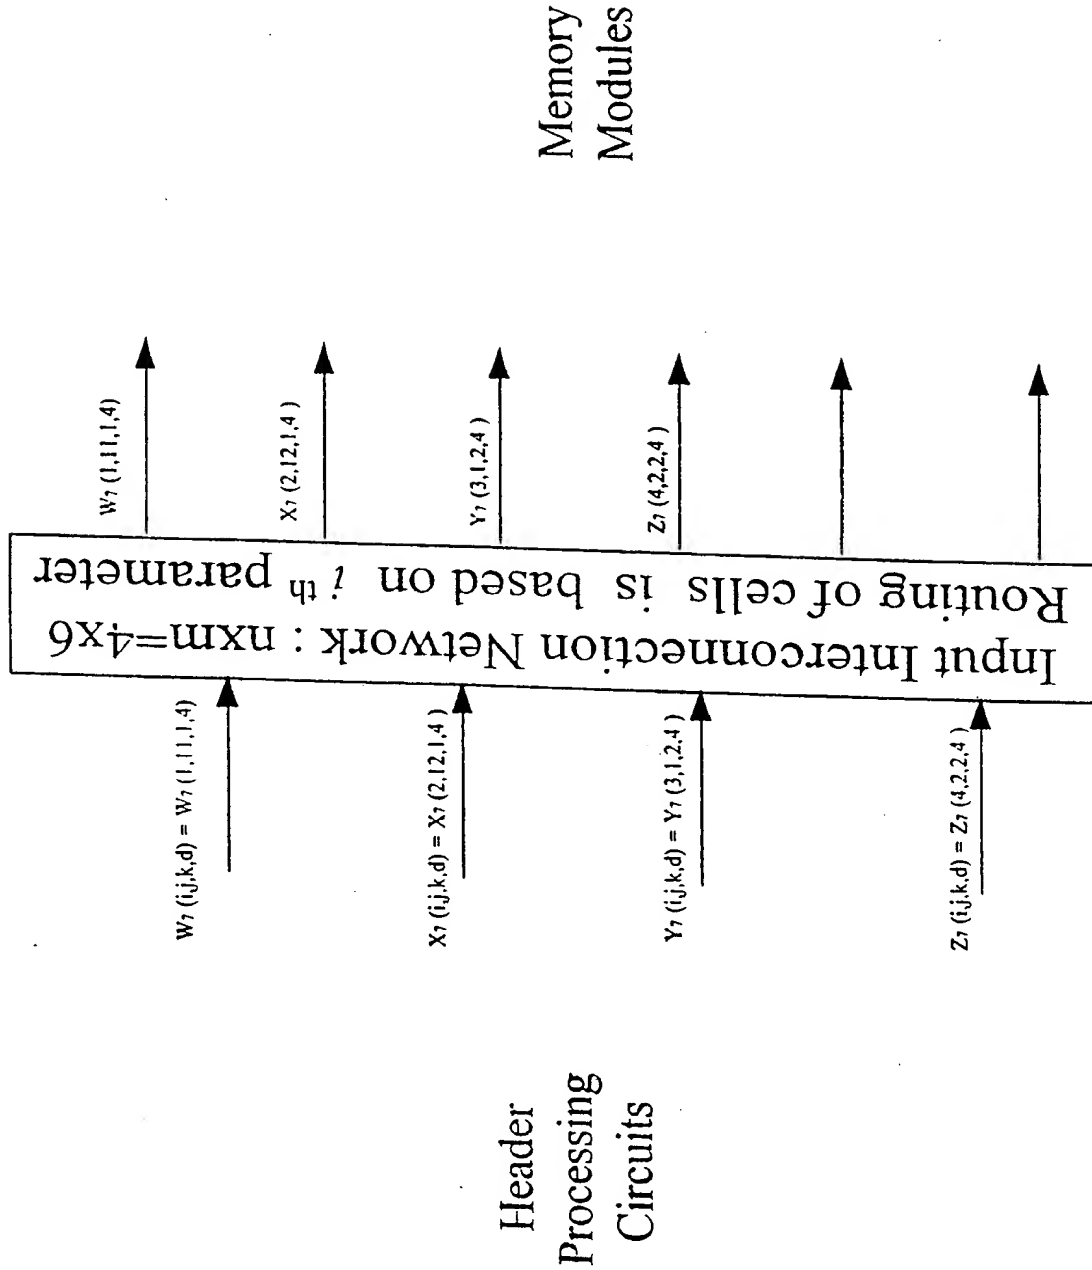 Header
Processing
Circuits
W7 (i,j,k,d) = W7 (1,11,1,4)
X7 (i,j,k,d) = X7 (2,12,1,4 )
Y7 (i,j,k,d) = Y7 (3,1,2,4 )
Z7 (i,j,k,d) = Z7 (4,2,2,4 )
Input Interconnection Network : nxm=4x6
Routing of cells is based on i th parameter
W7 (1,11,1,4)
X7 (2,12,1,4 )
Y7 (3,1,2,4 )
Z7 (4,2,2,4 )
Memory
Modules